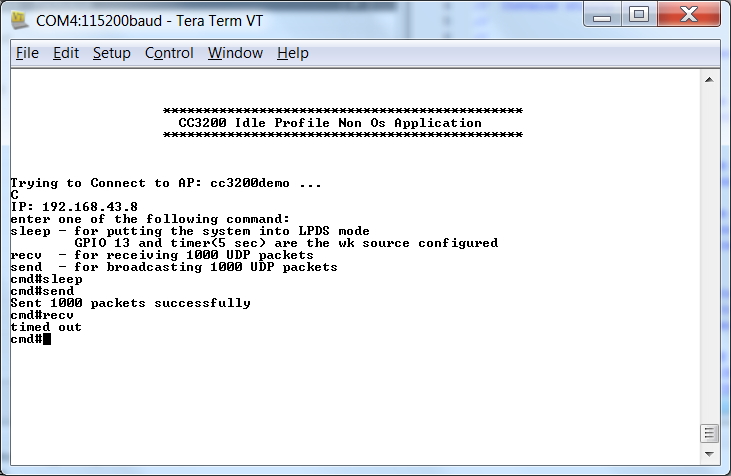 COM4:115200baud - Tera Term VT
File Edit Setup Control Window Help
*********************************************
CC3200 Idle Profile Non Os Application
*********************************************
Trying to Connect to AP: cc3200demo ...
C
IP: 192.168.43.8
enter one of the following command:
sleep - for putting the system into LPDS mode
GPIO 13 and timer(5 sec) are the wk source configured
recv - for receiving 1000 UDP packets
send - for broadcasting 1000 UDP packets
cmd#sleep
cmd#send
Sent 1000 packets successfully
cmd#recv
timed out
cmd#